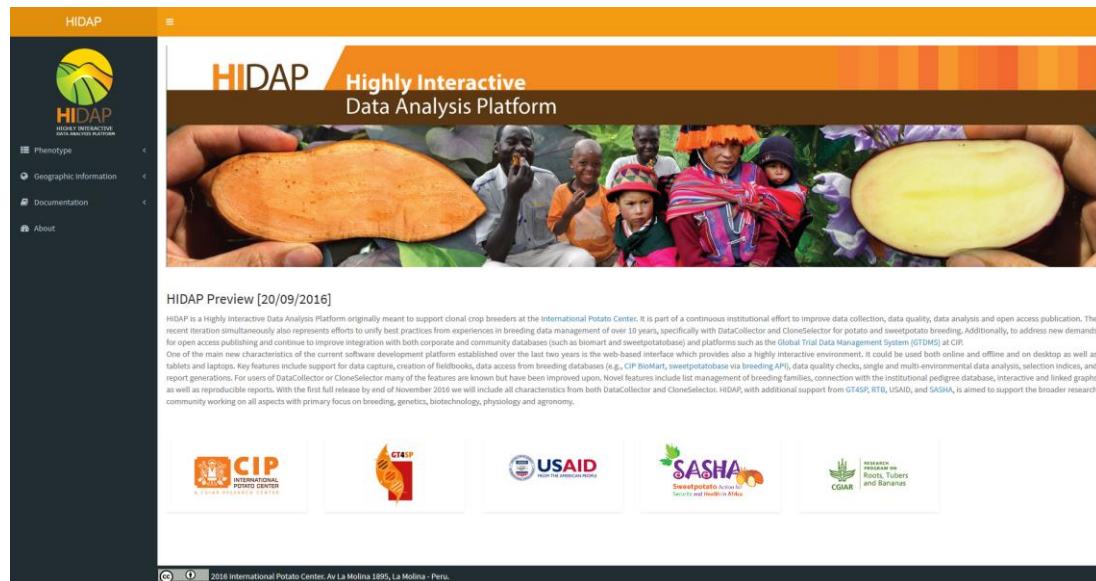 HIDAP
HIDAP
HIGHLY INTERACTIVE
DATA ANALYSIS PLATFORM
Phenotype
Geographic Information
Documentation
About
HIDAP
Highly Interactive
Data Analysis Platform
HIDAP Preview [20/09/2016]
HIDAP is a Highly Interactive Data Analysis Platform originally meant to support clonal crop breeders at the International Potato Center. It is part of a continuous institutional effort to improve data collection, data quality, data analysis and open access publication. The
recent iteration simultaneously also represents efforts to unify best practices from experiences in breeding data management of over 10 years, specifically with DataCollector and CloneSelector for potato and sweetpotato breeding. Additionally, to address new demands
for open access publishing and continue to improve integration with both corporate and community databases (such as biomart and sweetpotatobase) and platforms such as the Global Trial Data Management System (GTDMS) at CIP.
One of the main new characteristics of the current software development platform established over the last two years is the web-based interface which provides also a highly interactive environment. It could be used both online and offline and on desktop as well as
tablets and laptops. Key features include support for data capture, creation of fieldbooks, data access from breeding databases (e.g., CIP BioMart, sweetpotatobase via breeding API), data quality checks, single and multi-environmental data analysis, selection indices, and
report generations. For users of DataCollector or CloneSelector many of the features are known but have been improved upon. Novel features include list management of breeding families, connection with the institutional pedigree database, interactive and linked graphs
as well as reproducible reports. With the first full release by end of November 2016 we will include all characteristics from both DataCollector and CloneSelector. HIDAP, with additional support from GT4SP, RTB, USAID, and SASHA, is aimed to support the broader research
community working on all aspects with primary focus on breeding, genetics, biotechnology, physiology and agronomy.
CIP
INTERNATIONAL
POTATO CENTER
A CGIAR RESEARCH CENTER
GT4SP
USAID
FROM THE AMERICAN PEOPLE
SASHA
Sweetpotato Action for
Security and Health in Africa
CGIAR
RESEARCH
PROGRAM ON
Roots, Tubers
and Bananas
cc
2016 International Potato Center. Av La Molina 1895, La Molina - Peru.